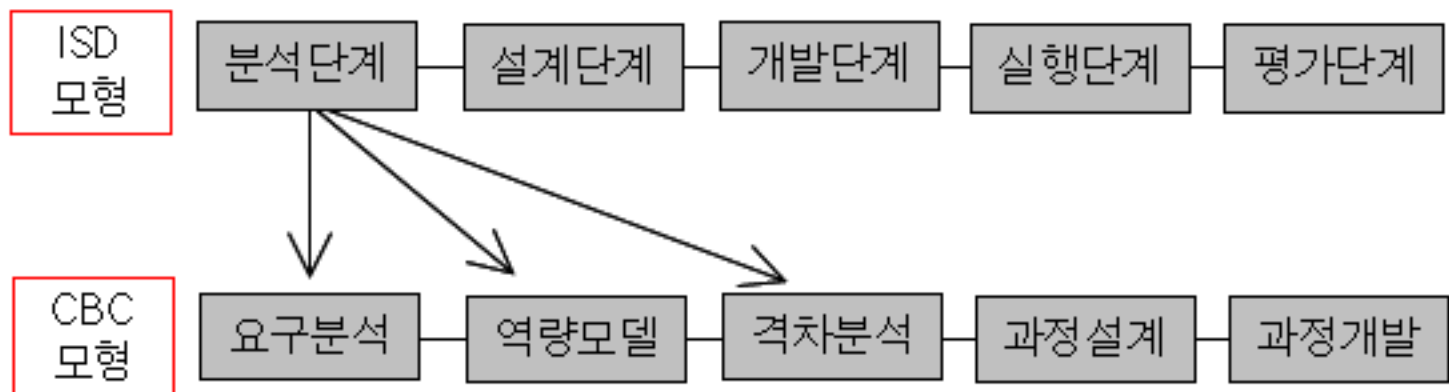 ISD
모형
분석단계
설계단계
개발단계
실행단계
평가단계
CBC
모형
요구분석
역량모델
격차분석
과정설계
과정개발